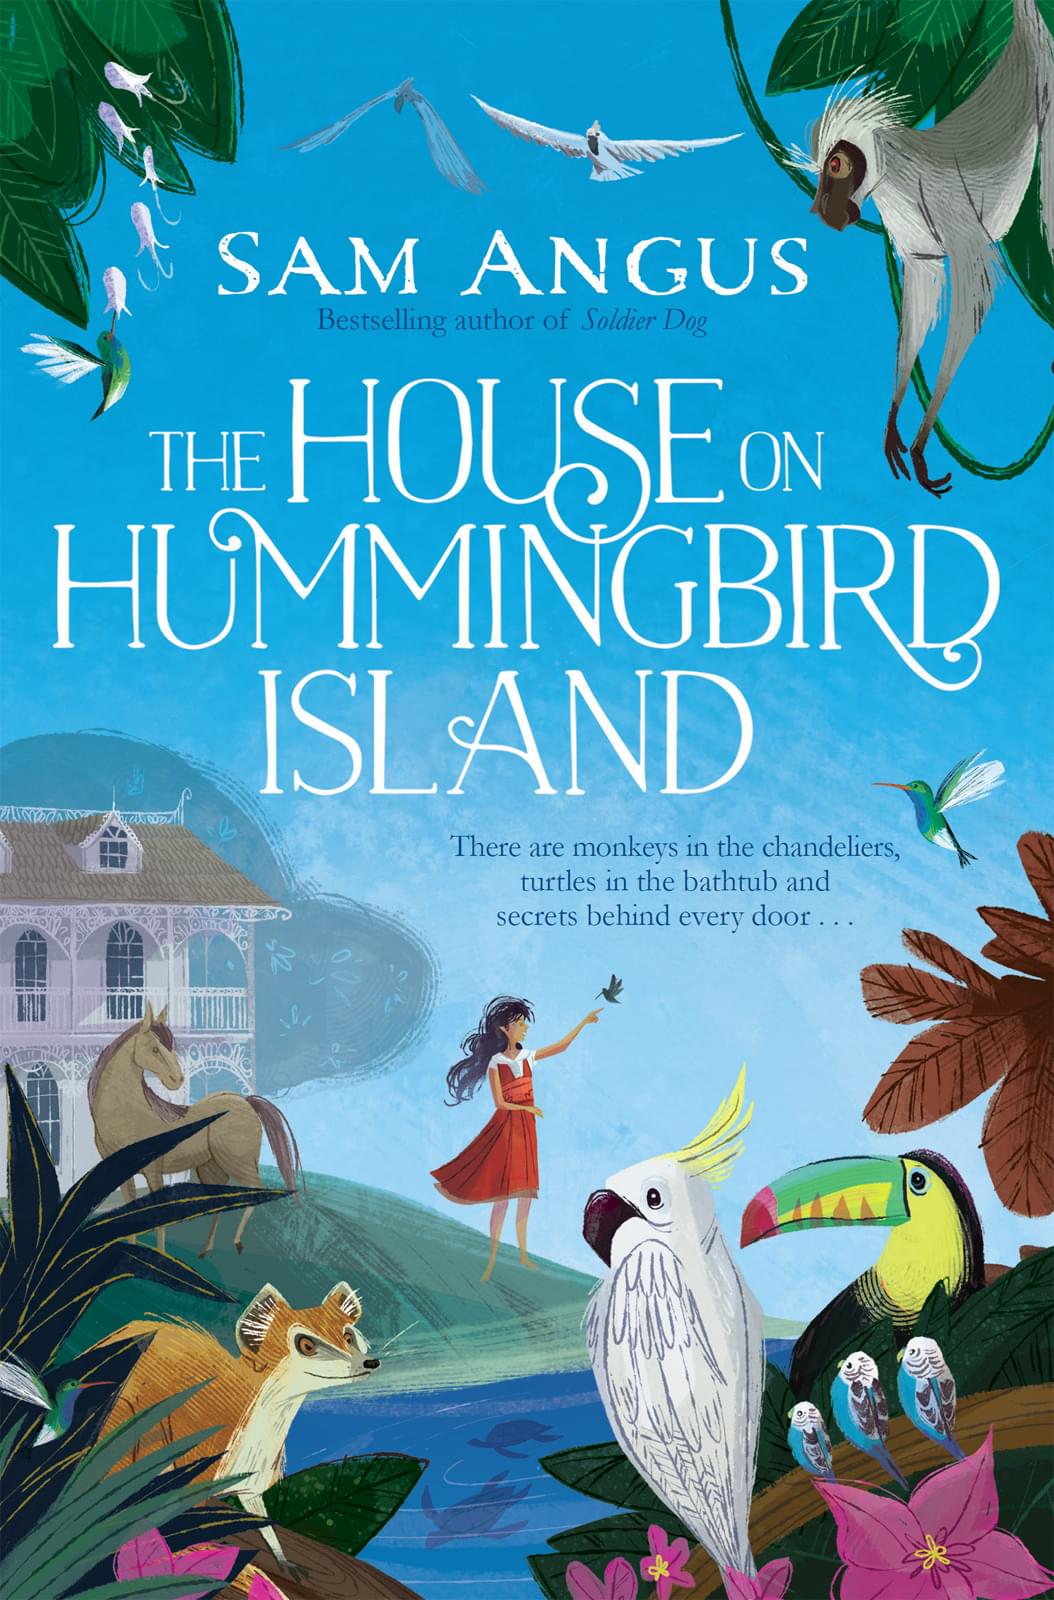 SAM ANGUS
Bestselling author of Soldier Dog
THE HOUSE ON
HUMMINGBIRD
ISLAND
There are monkeys in the chandeliers,
turtles in the bathtub and
secrets behind every door . . .